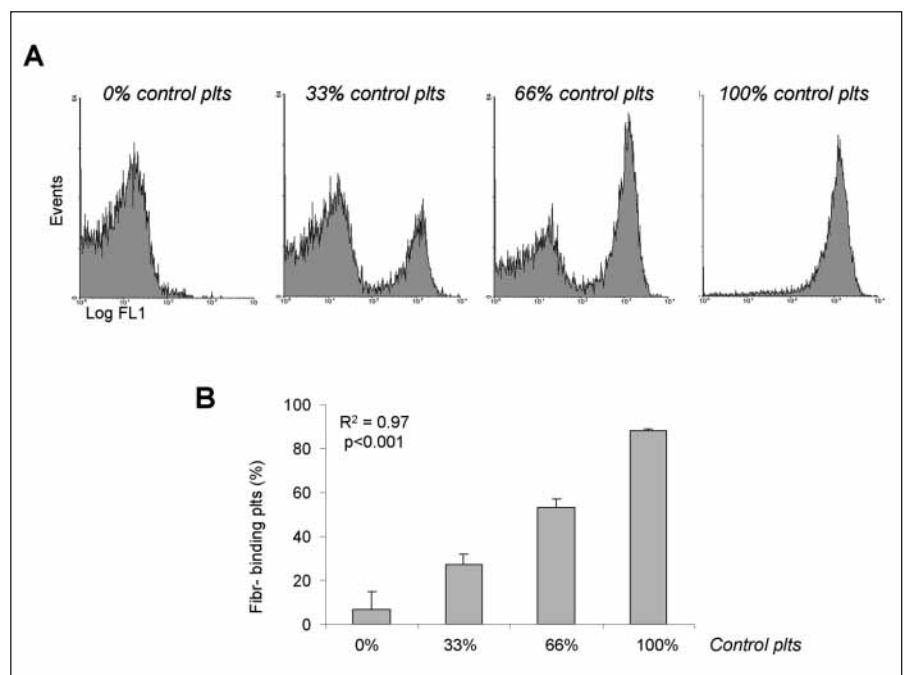 A
0% control plts
33% control plts
66% control plts
100% control plts
Events
Log FL1
B
100
80
60
40
20
0
R² = 0.97
p<0.001
Fibr- binding plts (%)
0%
33%
66%
100%
Control plts